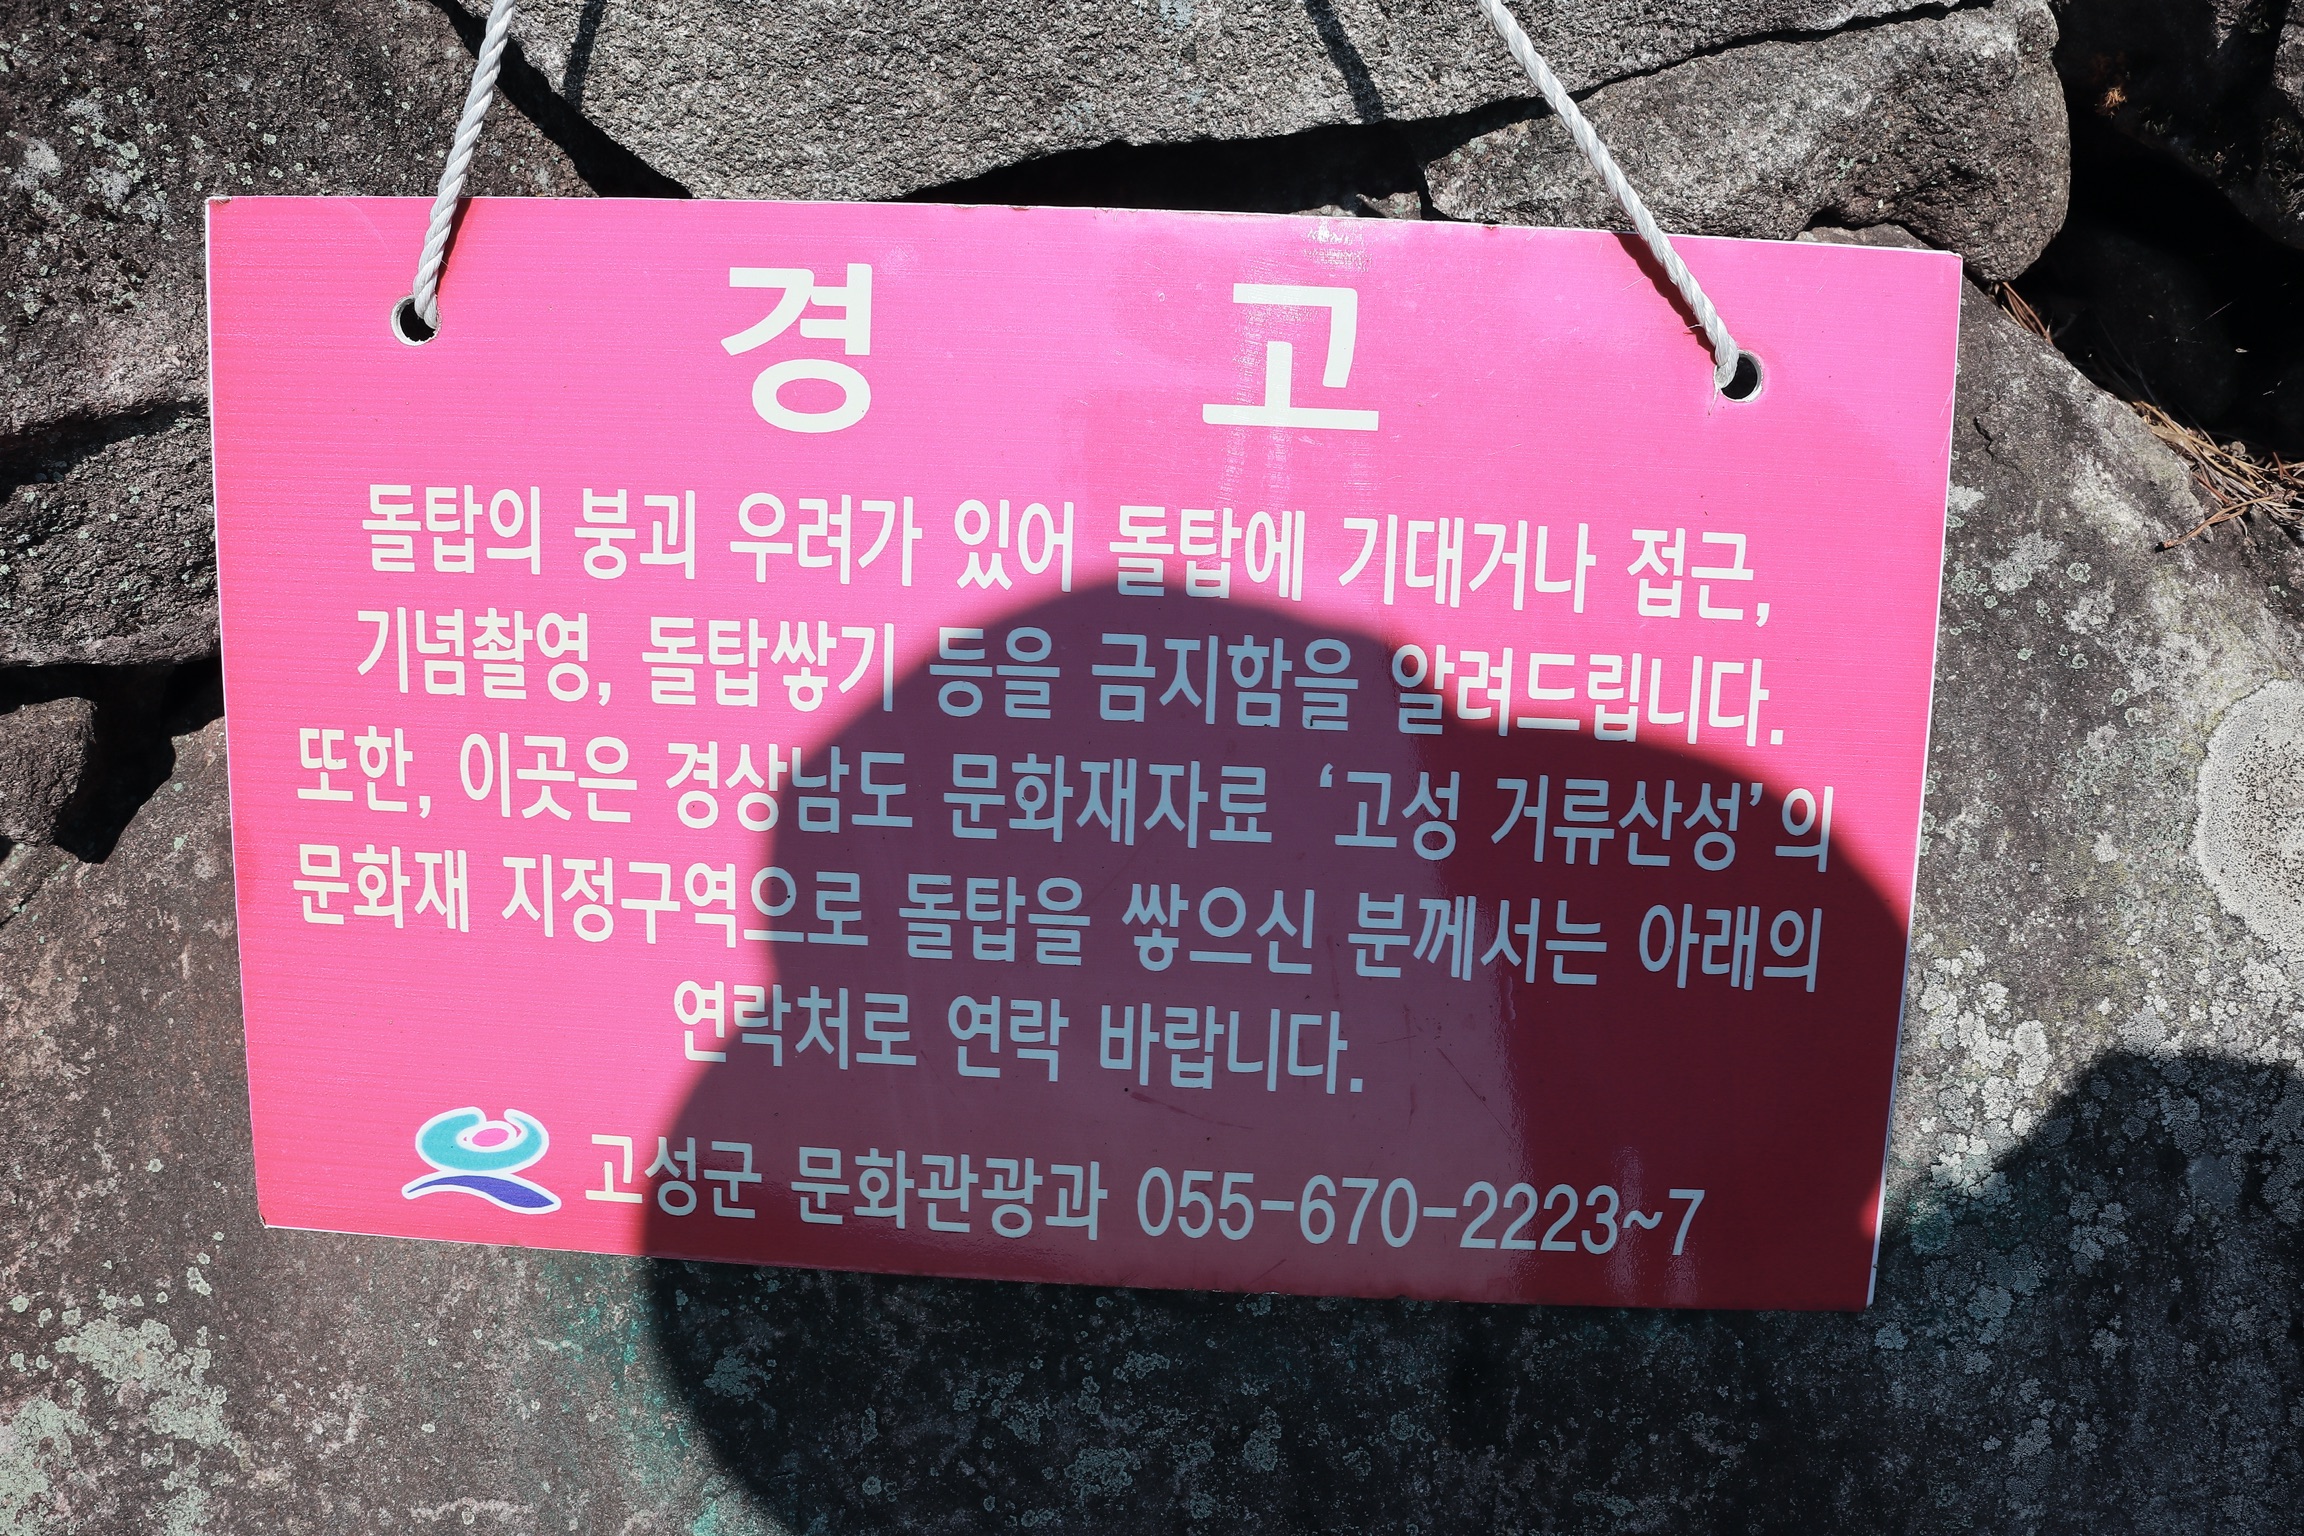 경 고
돌탑의 붕괴 우려가 있어 돌탑에 기대거나 접근,
기념촬영, 돌탑쌓기 등을 금지함을 알려드립니다.
또한, 이곳은 경상남도 문화재자료 ‘고성 거류산성’의
문화재 지정구역으로 돌탑을 쌓으신 분께서는 아래의
연락처로 연락 바랍니다.
고성군 문화관광과 055-670-2223~7